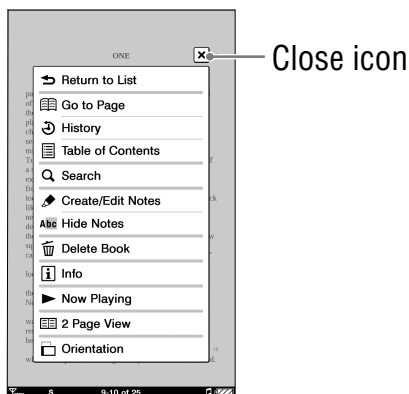 ONE
Close icon
Return to List
Go to Page
History
Table of Contents
Search
Create/Edit Notes
Abc Hide Notes
Delete Book
Info
Now Playing
2 Page View
Orientation
S 9-10 of 25